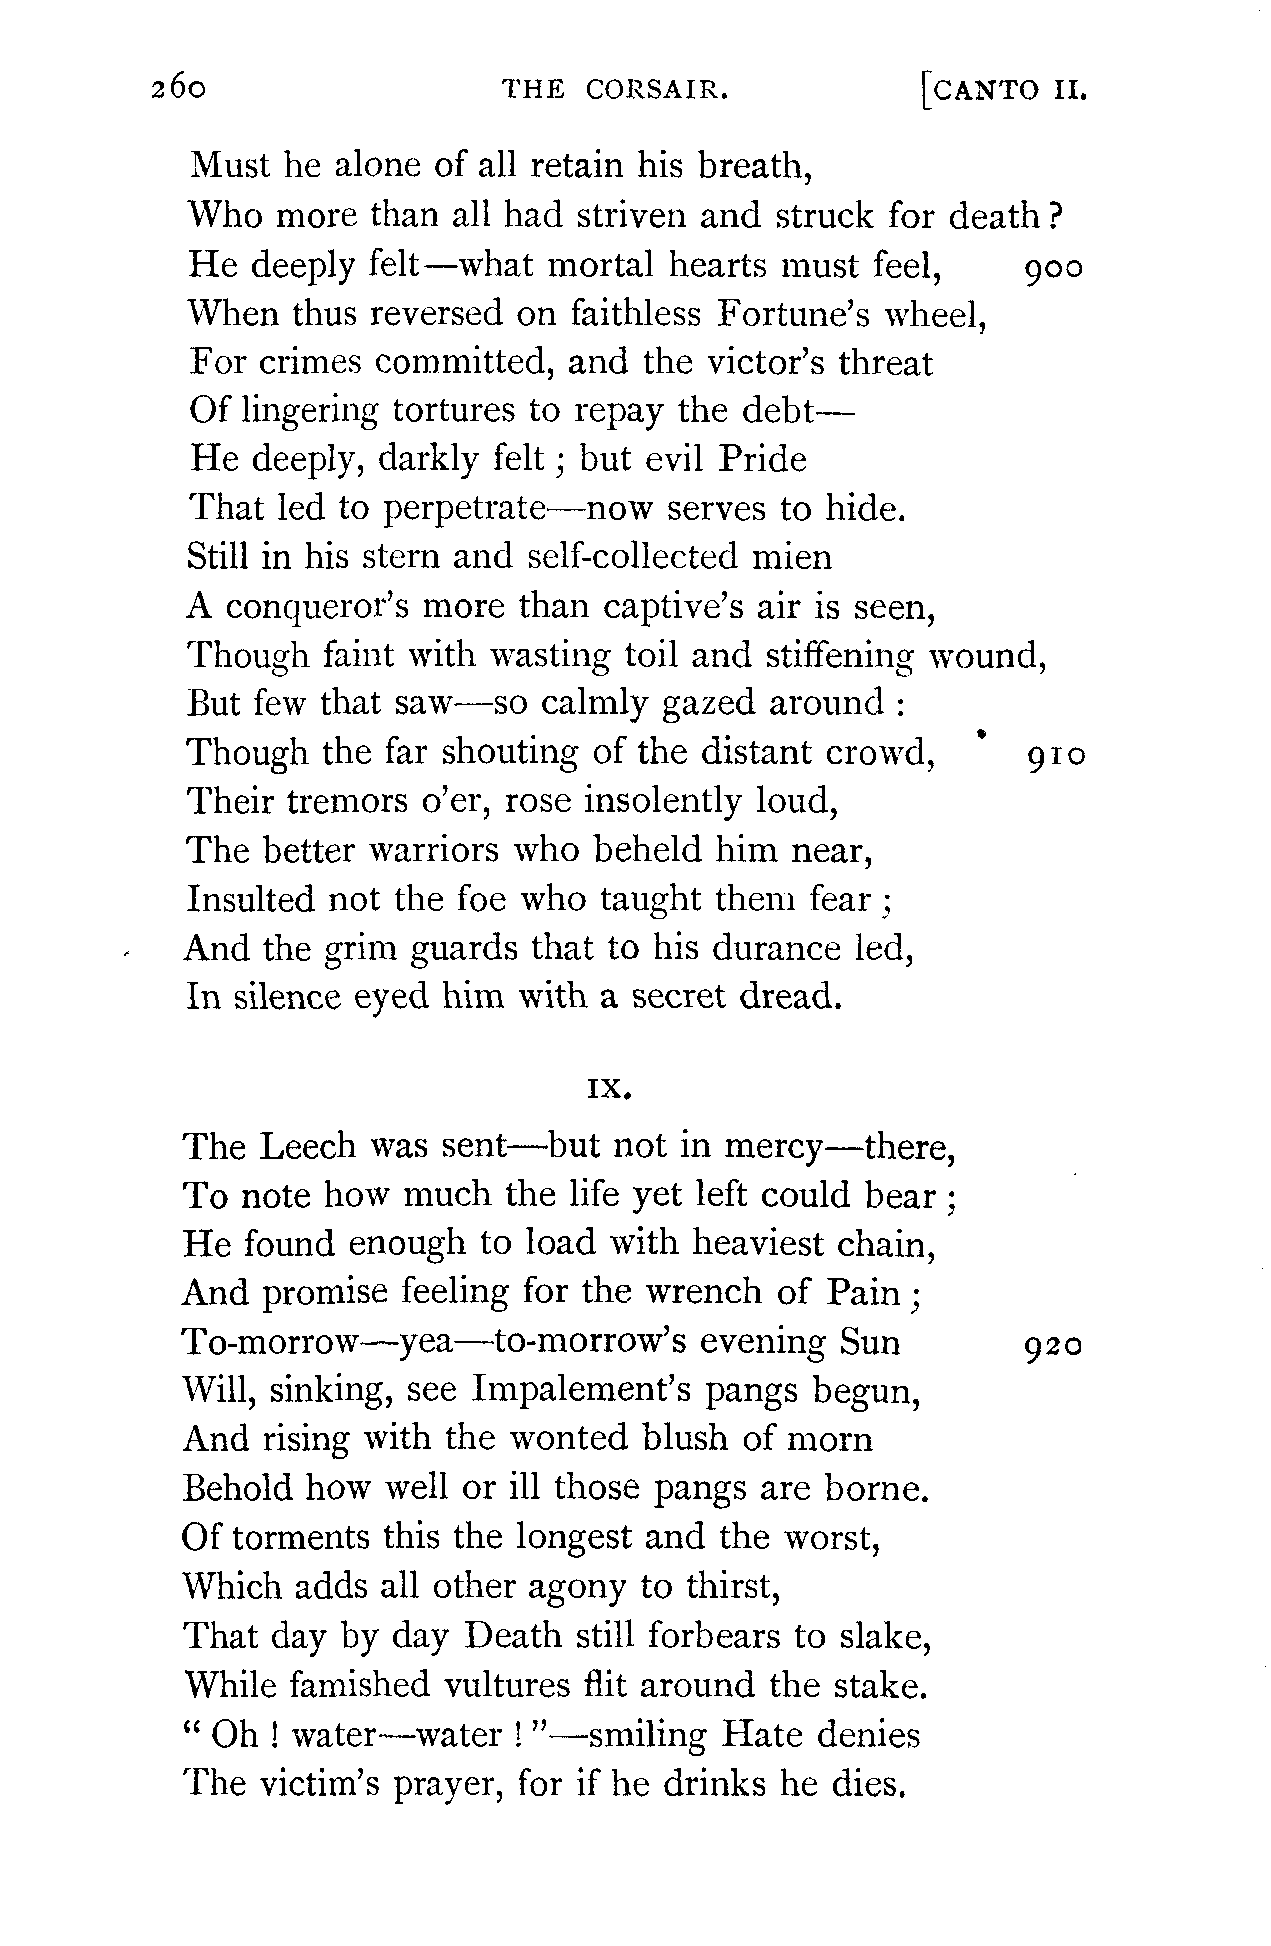 260 THE CORSAIR. [CANTO II.
Must he alone of all retain his breath,
Who more than all had striven and struck for death ?
He deeply felt—what mortal hearts must feel, 900
When thus reversed on faithless Fortune's wheel,
For crimes committed, and the victor's threat
Of lingering tortures to repay the debt—
He deeply, darkly felt ; but evil Pride
That led to perpetrate—now serves to hide.
Still in his stern and self-collected mien
A conqueror's more than captive's air is seen,
Though faint with wasting toil and stiffening wound,
But few that saw—so calmly gazed around :
Though the far shouting of the distant crowd, 910
Their tremors o'er, rose insolently loud,
The better warriors who beheld him near,
Insulted not the foe who taught them fear ;
And the grim guards that to his durance led,
In silence eyed him with a secret dread.
IX.
The Leech was sent—but not in mercy—there,
To note how much the life yet left could bear ;
He found enough to load with heaviest chain,
And promise feeling for the wrench of Pain ;
To-morrow—yea—to-morrow's evening Sun 920
Will, sinking, see Impalement's pangs begun,
And rising with the wonted blush of morn
Behold how well or ill those pangs are borne.
Of torments this the longest and the worst,
Which adds all other agony to thirst,
That day by day Death still forbears to slake,
While famished vultures flit around the stake.
“ Oh ! water—water ! ”—smiling Hate denies
The victim's prayer, for if he drinks he dies.